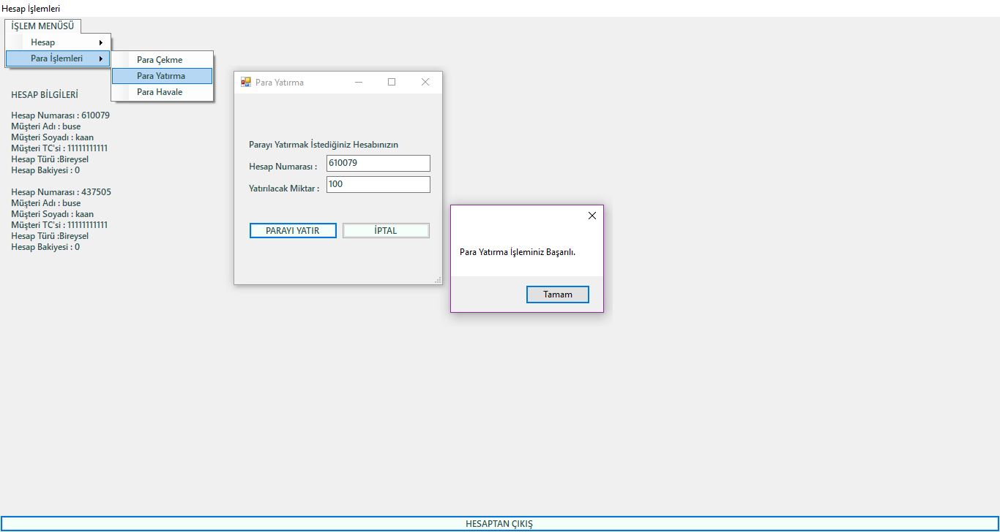 Hesap İşlemleri
İŞLEM MENÜSÜ
Hesap
Para İşlemleri
Para Çekme
Para Yatırma
Para Havale
HESAP BİLGİLERİ
Hesap Numarası : 610079
Müşteri Adı : buse
Müşteri Soyadı : kaan
Müşteri TC'si : 11111111111
Hesap Türü :Bireysel
Hesap Bakiyesi : 0
Hesap Numarası : 437505
Müşteri Adı : buse
Müşteri Soyadı : kaan
Müşteri TC'si : 11111111111
Hesap Türü :Bireysel
Hesap Bakiyesi : 0
Para Yatırma
Parayı Yatırmak İstediğiniz Hesabınızın
Hesap Numarası : 610079
Yatırılacak Miktar : 100
PARAYI YATIR İPTAL
Para Yatırma İşleminiz Başarılı.
Tamam
HESAPTAN ÇIKIŞ